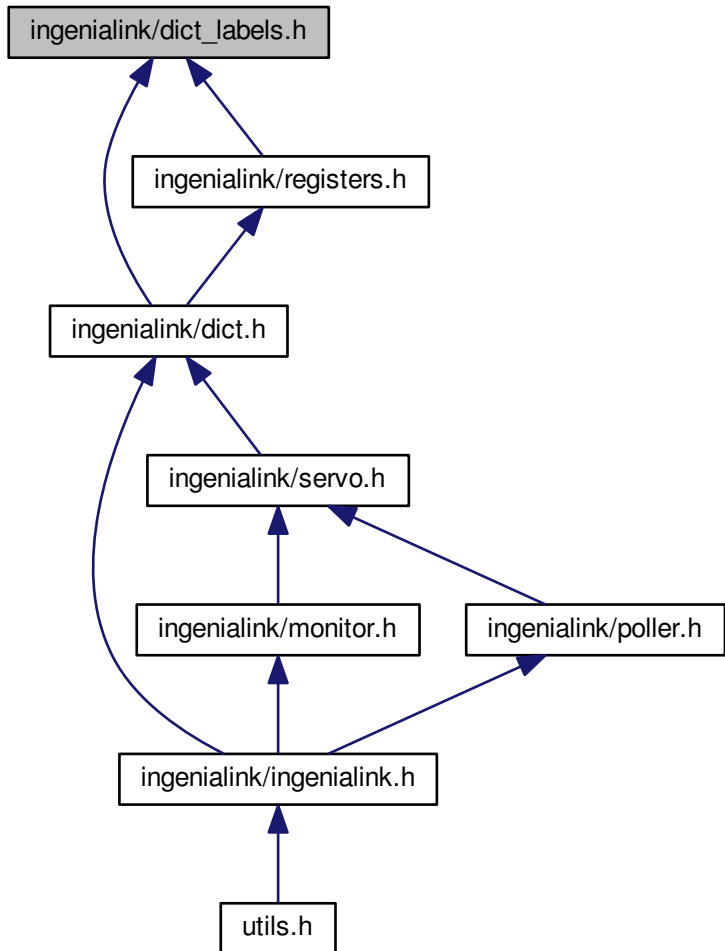 ingenialink/dict_labels.h
ingenialink/registers.h
ingenialink/dict.h
ingenialink/servo.h
ingenialink/monitor.h
ingenialink/poller.h
ingenialink/ingenialink.h
utils.h